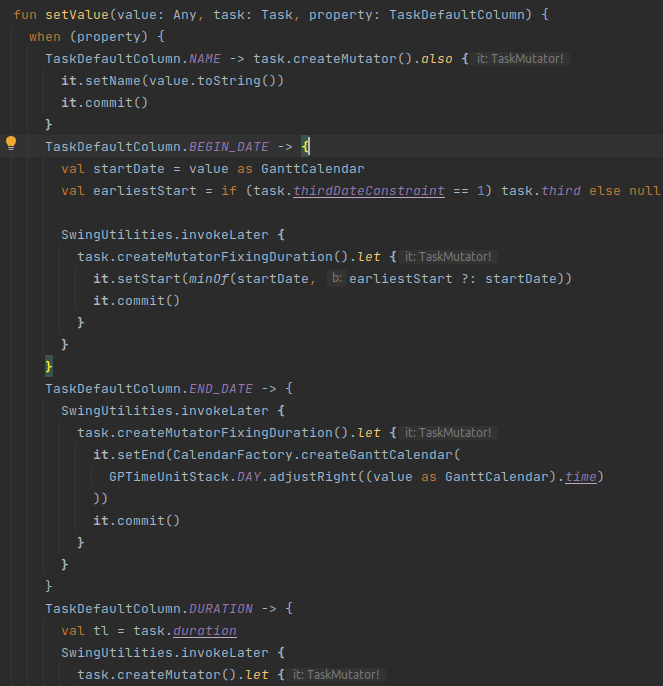 fun setValue(value: Any, task: Task, property: TaskDefaultColumn) {
  when (property) {
    TaskDefaultColumn.NAME -> task.createMutator().also { it: TaskMutator!
      it.setName(value.toString())
      it.commit()
    }
    TaskDefaultColumn.BEGIN_DATE -> {
      val startDate = value as GanttCalendar
      val earliestStart = if (task.thirdDateConstraint == 1) task.third else null
      SwingUtilities.invokeLater {
        task.createMutatorFixingDuration().let { it: TaskMutator!
          it.setStart(minOf(startDate, b: earliestStart ?: startDate))
          it.commit()
        }
      }
    }
    TaskDefaultColumn.END_DATE -> {
      SwingUtilities.invokeLater {
        task.createMutatorFixingDuration().let { it: TaskMutator!
          it.setEnd(CalendarFactory.createGanttCalendar(
            GPTimeUnitStack.DAY.adjustRight((value as GanttCalendar).time)
          ))
          it.commit()
        }
      }
    }
    TaskDefaultColumn.DURATION -> {
      val tl = task.duration
      SwingUtilities.invokeLater {
        task.createMutator().let { it: TaskMutator!